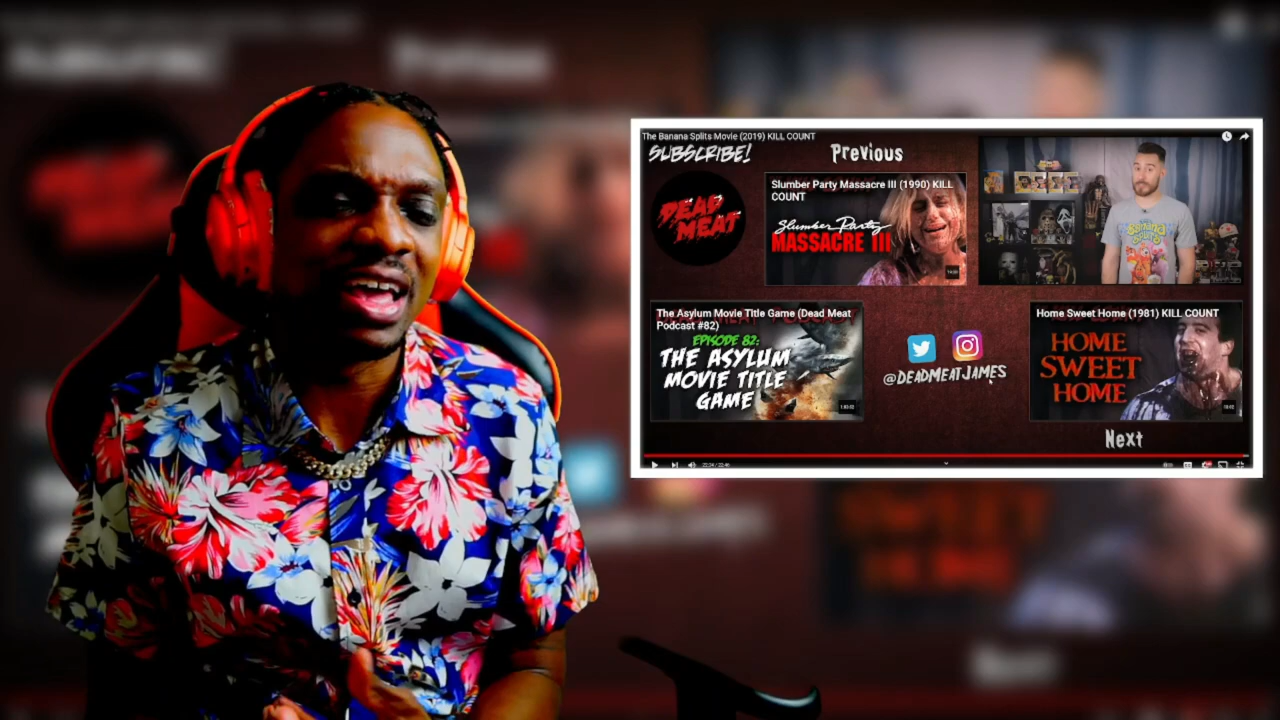 The Banana Splits Movie (2019) KILL COUNT
SUBSCRIBE!
Previous
DEAD
MEAT
Slumber Party Massacre III (1990) KILL
COUNT
Slumber Party
MASSACRE III
Banana
Splits
The Asylum Movie Title Game (Dead Meat
Podcast #82)
EPISODE 82:
THE ASYLUM
MOVIE TITLE
GAME
@DEADMEATJAMES
Home Sweet Home (1981) KILL COUNT
HOME
SWEET
HOME
Next